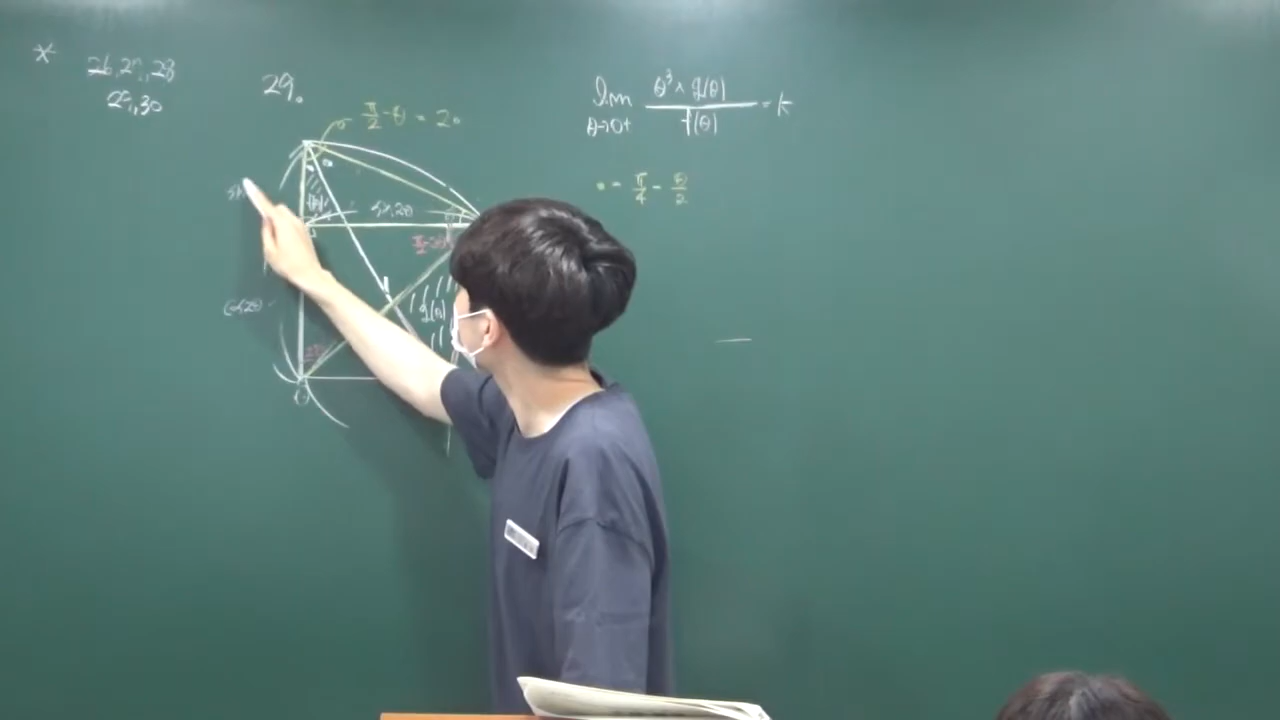 *
26, 27, 28
29, 30
29.
π/2 - θ = 2∘
lim θ→0+ θ³ × g(θ) / f(θ) = k
∘ = π/4 - θ/2
sin2θ
cos2θ
g(θ)